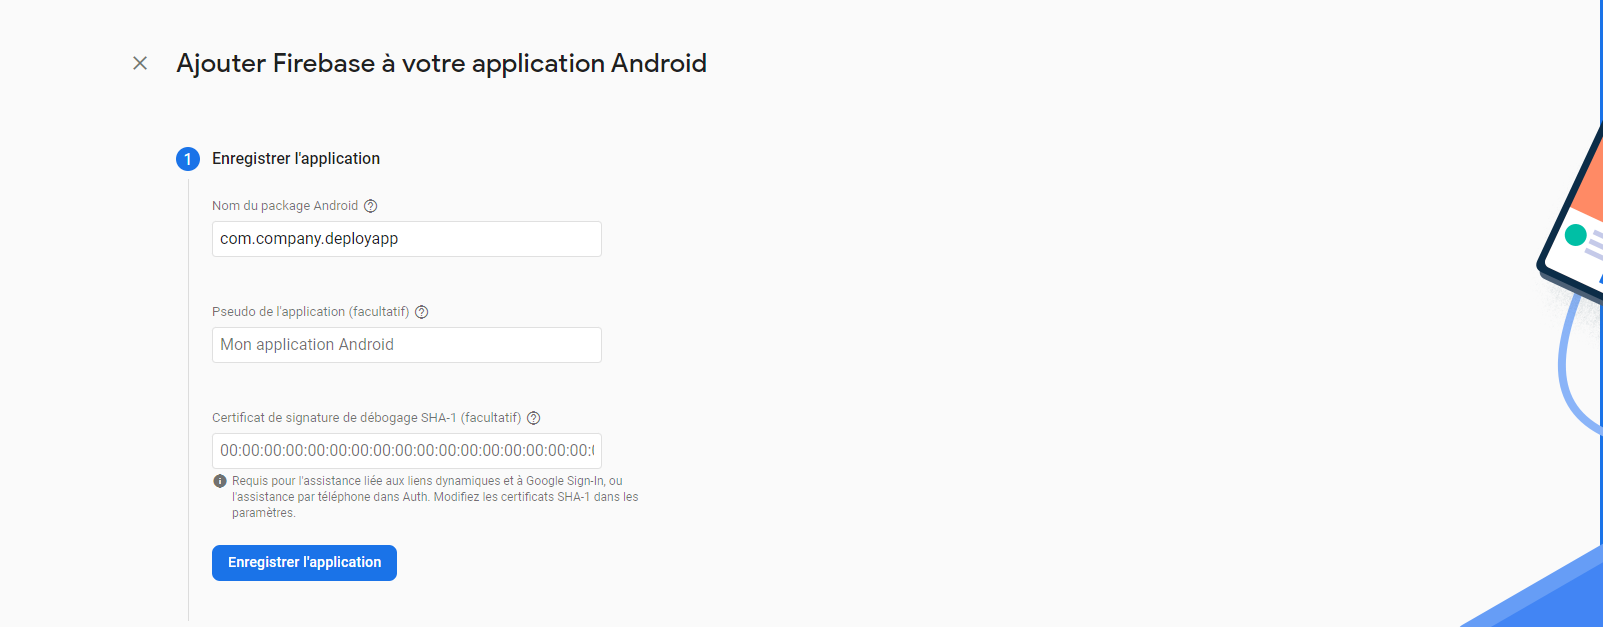 Ajouter Firebase à votre application Android
1 Enregistrer l'application
Nom du package Android ?
com.company.deployapp
Pseudo de l'application (facultatif) ?
Mon application Android
Certificat de signature de débogage SHA-1 (facultatif) ?
00:00:00:00:00:00:00:00:00:00:00:00:00:00:00:00:00:
Requis pour l'assistance liée aux liens dynamiques et à Google Sign-In, ou
l'assistance par téléphone dans Auth. Modifiez les certificats SHA-1 dans les
paramètres.
Enregistrer l'application